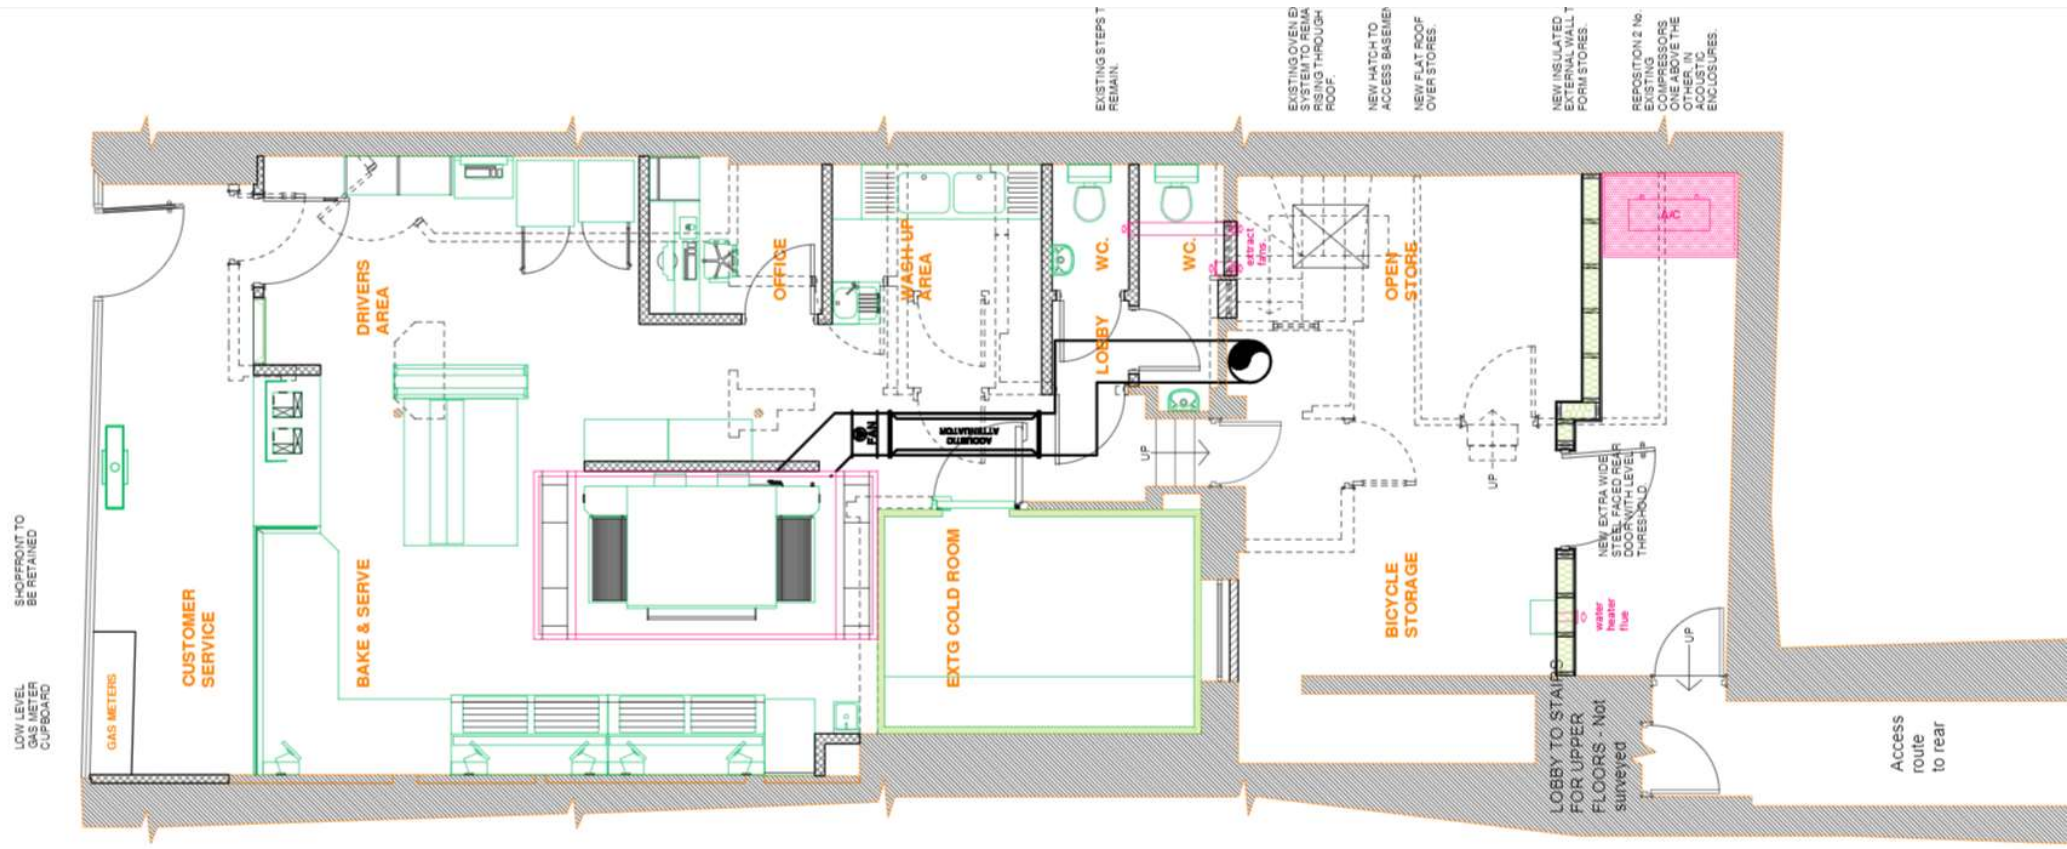 EXISTING STEPS T
REMAIN.
EXISTING OVEN EX
SYSTEM TO REMA
RISING THROUGH
ROOF.
NEW HATCH TO
ACCESS BASEMEN
NEW FLAT ROOF
OVER STORES.
NEW INSULATED
EXTERNAL WALL T
FORM STORES.
REPOSITION 2 No.
EXISTING
COMPRESSORS
ONE ABOVE THE
OTHER, IN
ACOUSTIC
ENCLOSURES.
DRIVERS
AREA
OFFICE
WASH UP
AREA
WC.
WC.
extract
fans.
OPEN
STORE
A/C
LOBBY
FAN
ACOUSTIC
ATTENUATOR
UP
UP
NEW EXTRA WIDE
STEEL FACED REAR
DOOR WITH LEVEL
THRESHOLD.
SHOPFRONT TO
BE RETAINED
CUSTOMER
SERVICE
BAKE & SERVE
EXTG COLD ROOM
BICYCLE
STORAGE
water
heater
flue
UP
LOW LEVEL
GAS METER
CUPBOARD
GAS METERS
LOBBY TO STAIRS
FOR UPPER
FLOORS - Not
surveyed
Access
route
to rear